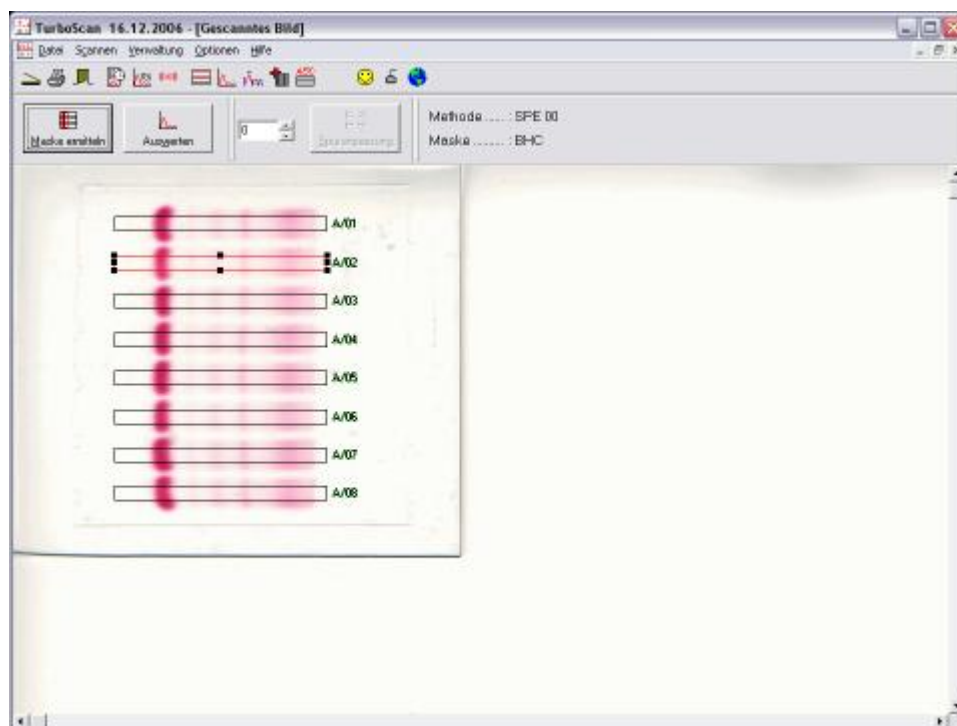 TurboScan 16.12.2006 - [Gescanntes Bild]
Datei Scannen Verwaltung Optionen Hilfe
Maske ermitteln
Auswerten
0
Methode ..... : SPE 00
Maske ....... : BHC
A/01
A/02
A/03
A/04
A/05
A/06
A/07
A/08